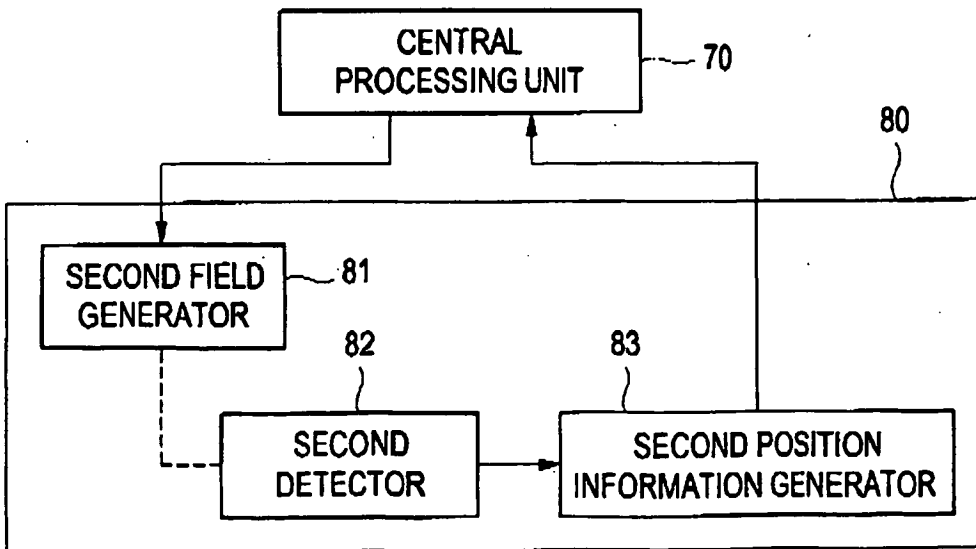 CENTRAL
PROCESSING UNIT
70
80
SECOND FIELD
GENERATOR
81
82
83
SECOND
DETECTOR
SECOND POSITION
INFORMATION GENERATOR